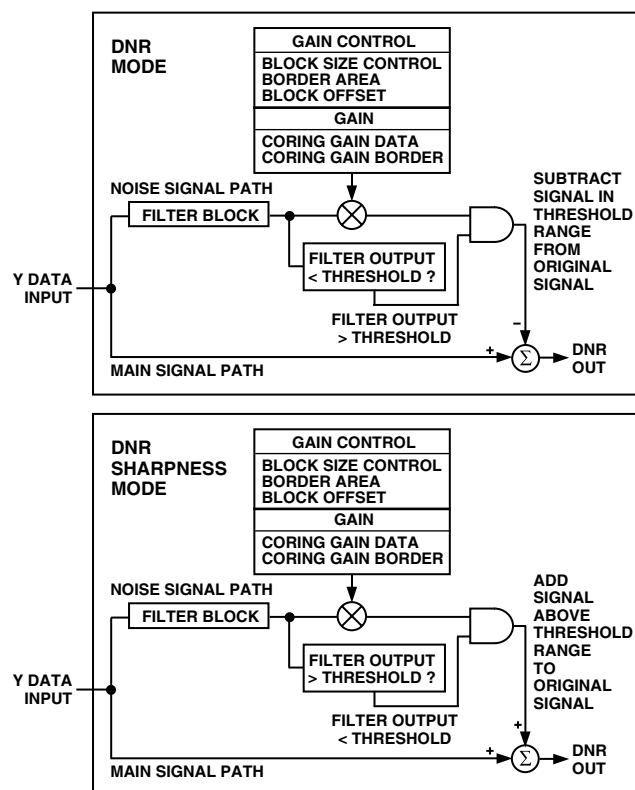 DNR
MODE
GAIN CONTROL
BLOCK SIZE CONTROL
BORDER AREA
BLOCK OFFSET
GAIN
CORING GAIN DATA
CORING GAIN BORDER
NOISE SIGNAL PATH
FILTER BLOCK
SUBTRACT
SIGNAL IN
THRESHOLD
RANGE
FROM
ORIGINAL
SIGNAL
Y DATA
INPUT
FILTER OUTPUT
< THRESHOLD ?
FILTER OUTPUT
> THRESHOLD
–
+
Σ
DNR
OUT
MAIN SIGNAL PATH
DNR
SHARPNESS
MODE
GAIN CONTROL
BLOCK SIZE CONTROL
BORDER AREA
BLOCK OFFSET
GAIN
CORING GAIN DATA
CORING GAIN BORDER
NOISE SIGNAL PATH
FILTER BLOCK
ADD
SIGNAL
ABOVE
THRESHOLD
RANGE
TO
ORIGINAL
SIGNAL
Y DATA
INPUT
FILTER OUTPUT
> THRESHOLD ?
FILTER OUTPUT
< THRESHOLD
+
+
Σ
DNR
OUT
MAIN SIGNAL PATH